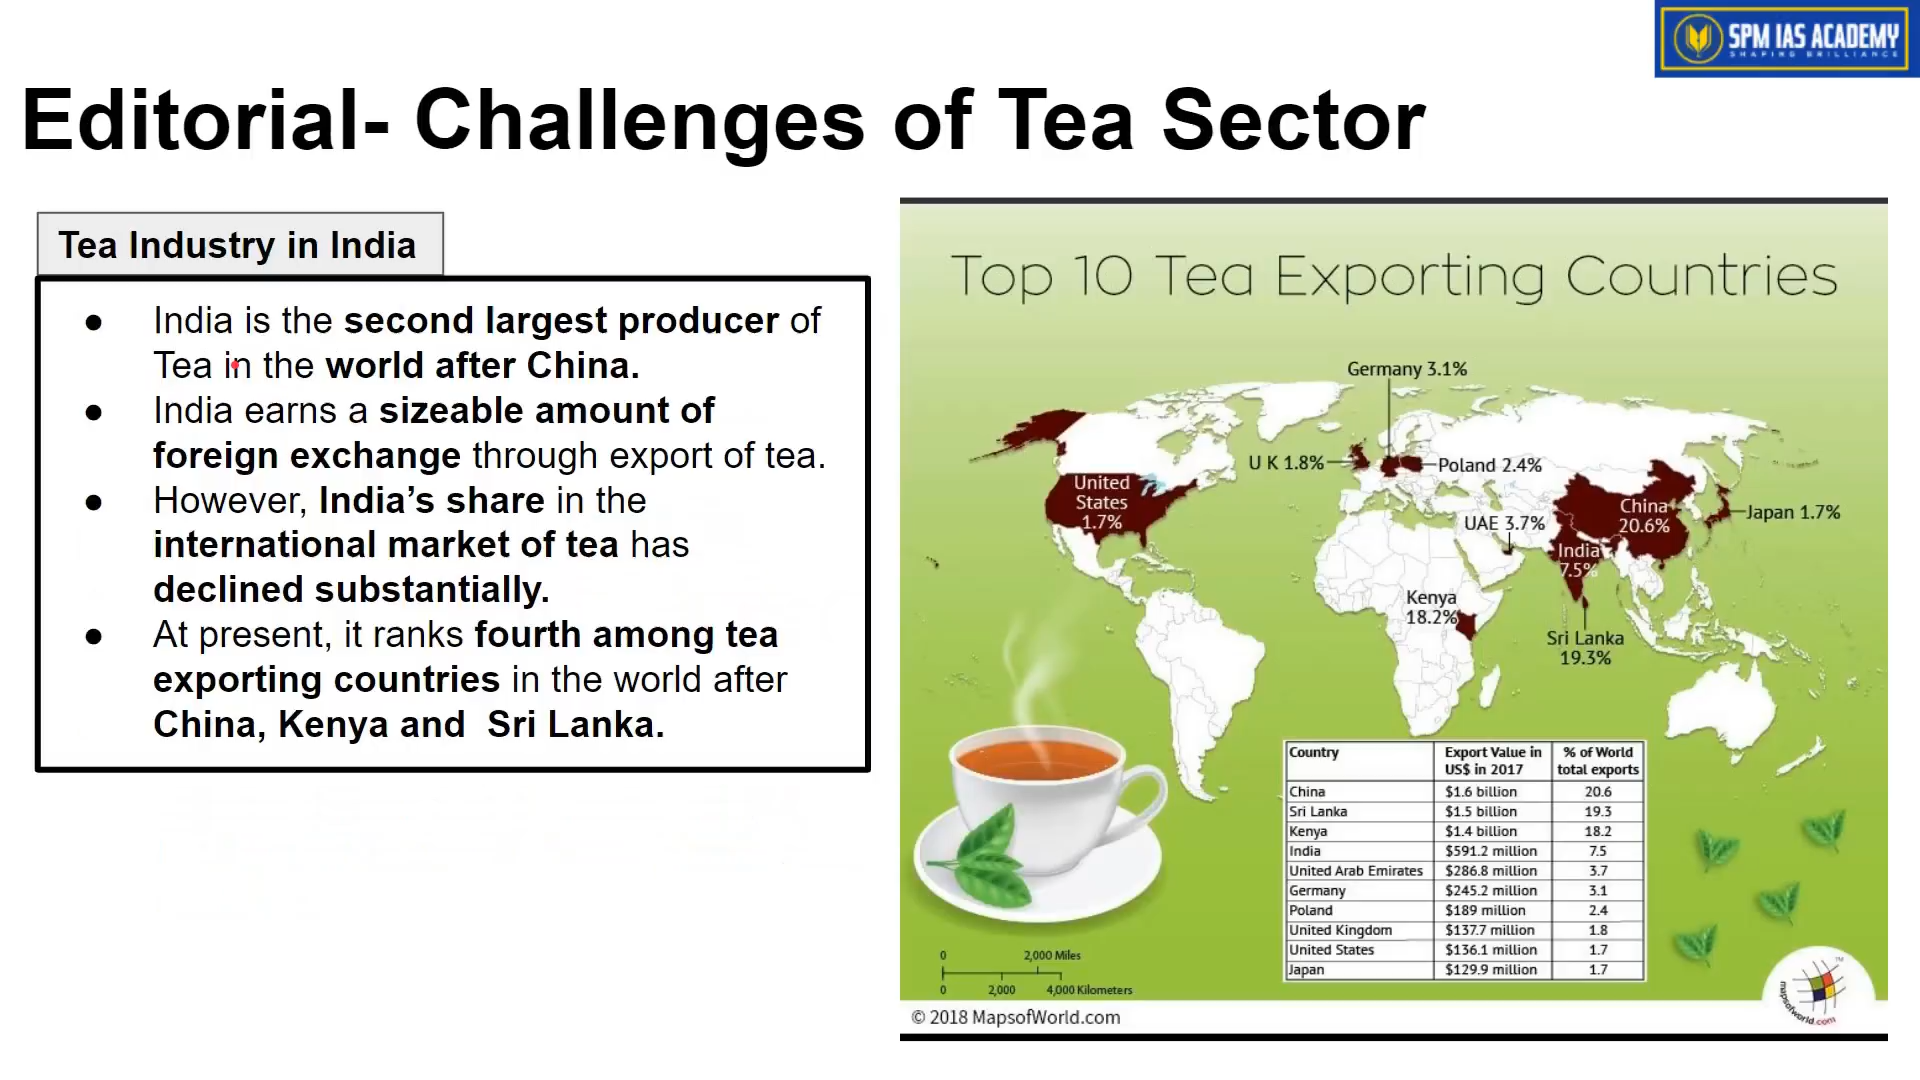 SPM IAS ACADEMY
SHAPING BRILLIANCE
Editorial- Challenges of Tea Sector
Tea Industry in India
● India is the second largest producer of
Tea in the world after China.
● India earns a sizeable amount of
foreign exchange through export of tea.
● However, India’s share in the
international market of tea has
declined substantially.
● At present, it ranks fourth among tea
exporting countries in the world after
China, Kenya and Sri Lanka.
Top 10 Tea Exporting Countries
Germany 3.1%
U K 1.8%
Poland 2.4%
United
States
1.7%
UAE 3.7%
China
20.6%
Japan 1.7%
India
7.5%
Kenya
18.2%
Sri Lanka
19.3%
Country Export Value in US$ in 2017 % of World total exports
China $1.6 billion 20.6
Sri Lanka $1.5 billion 19.3
Kenya $1.4 billion 18.2
India $591.2 million 7.5
United Arab Emirates $286.8 million 3.7
Germany $245.2 million 3.1
Poland $189 million 2.4
United Kingdom $137.7 million 1.8
United States $136.1 million 1.7
Japan $129.9 million 1.7
0 2,000 Miles
0 2,000 4,000 Kilometers
© 2018 MapsofWorld.com
mapsofworld.com
TM